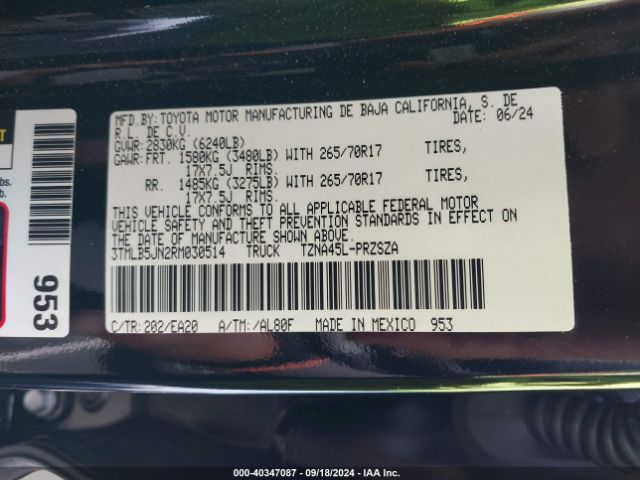 MFD.BY:TOYOTA MOTOR MANUFACTURING DE BAJA CALIFORNIA, S. DE
R.L. DE C.V. DATE: 06/24
GVWR: 2830KG (6240LB)
GAWR: FRT. 1580KG (3480LB) WITH 265/70R17 TIRES,
17X7.5J RIMS.
RR. 1485KG (3275LB) WITH 265/70R17 TIRES,
17X7.5J RIMS.
THIS VEHICLE CONFORMS TO ALL APPLICABLE FEDERAL MOTOR
VEHICLE SAFETY AND THEFT PREVENTION STANDARDS IN EFFECT ON
THE DATE OF MANUFACTURE SHOWN ABOVE.
3TMLB5JN2RM030514 TRUCK TZNA45L-PRZSZA
C/TR:202/EA20 A/TM:/AL80F MADE IN MEXICO 953
bs.
953
000-40347087 - 09/18/2024 - IAA Inc.